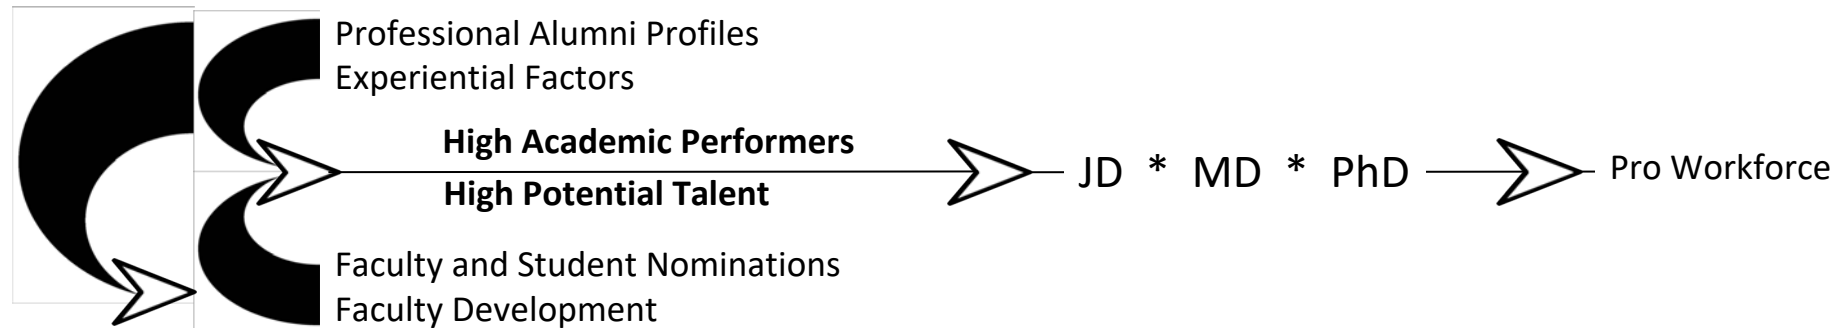 Professional Alumni Profiles
Experiential Factors
High Academic Performers
High Potential Talent
JD * MD * PhD
Pro Workforce
Faculty and Student Nominations
Faculty Development